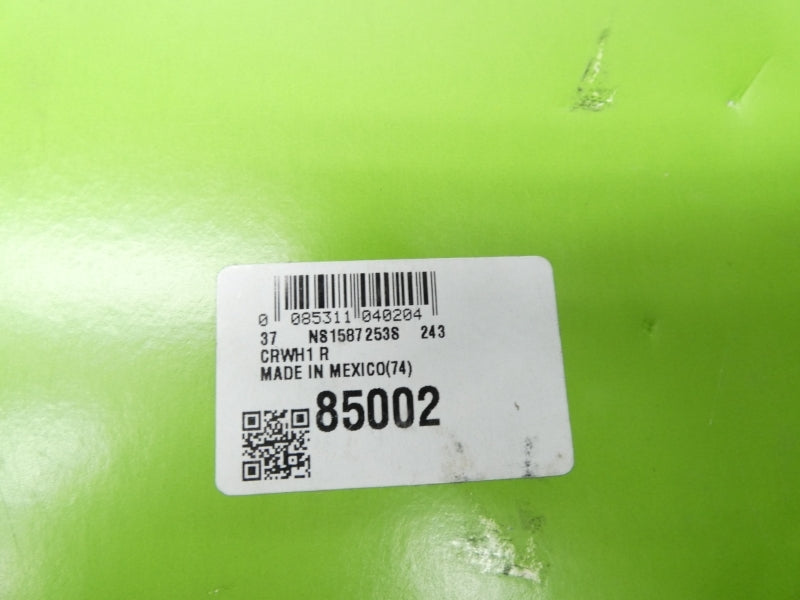 0 085311 040204
37 N81587253S 243
CRWH1 R
MADE IN MEXICO(74)
85002